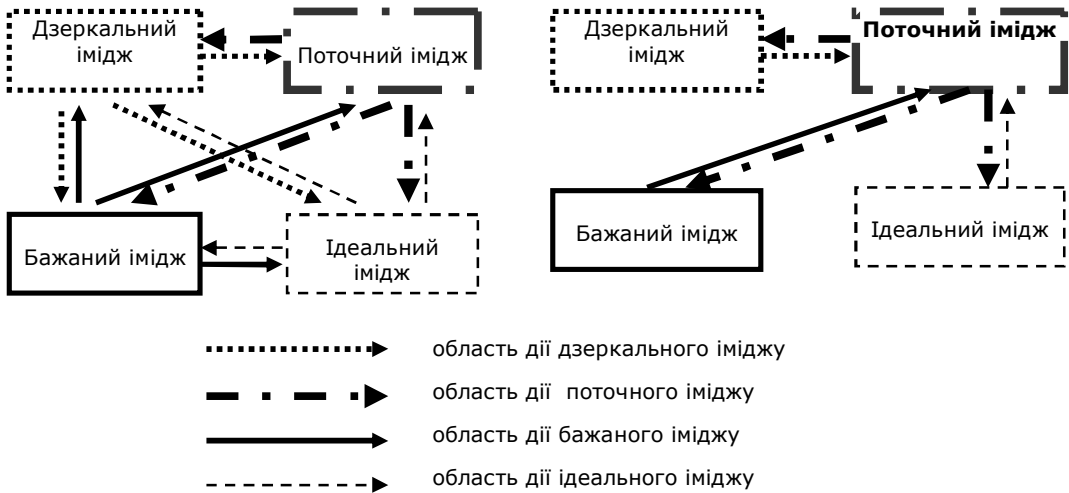 Дзеркальний
імідж
Поточний імідж
Бажаний імідж
Ідеальний
імідж
Дзеркальний
імідж
Поточний імідж
Бажаний імідж
Ідеальний імідж
область дії дзеркального іміджу
область дії поточного іміджу
область дії бажаного іміджу
область дії ідеального іміджу